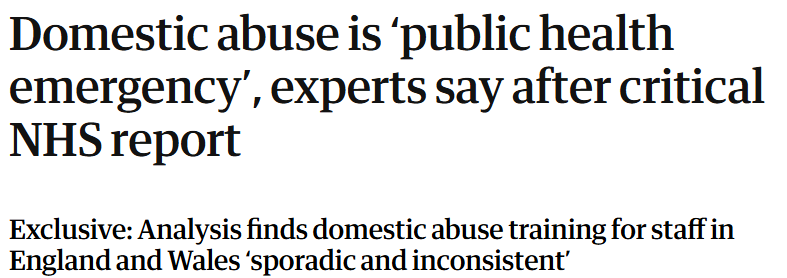 Domestic abuse is ‘public health
emergency’, experts say after critical
NHS report
Exclusive: Analysis finds domestic abuse training for staff in
England and Wales ‘sporadic and inconsistent’